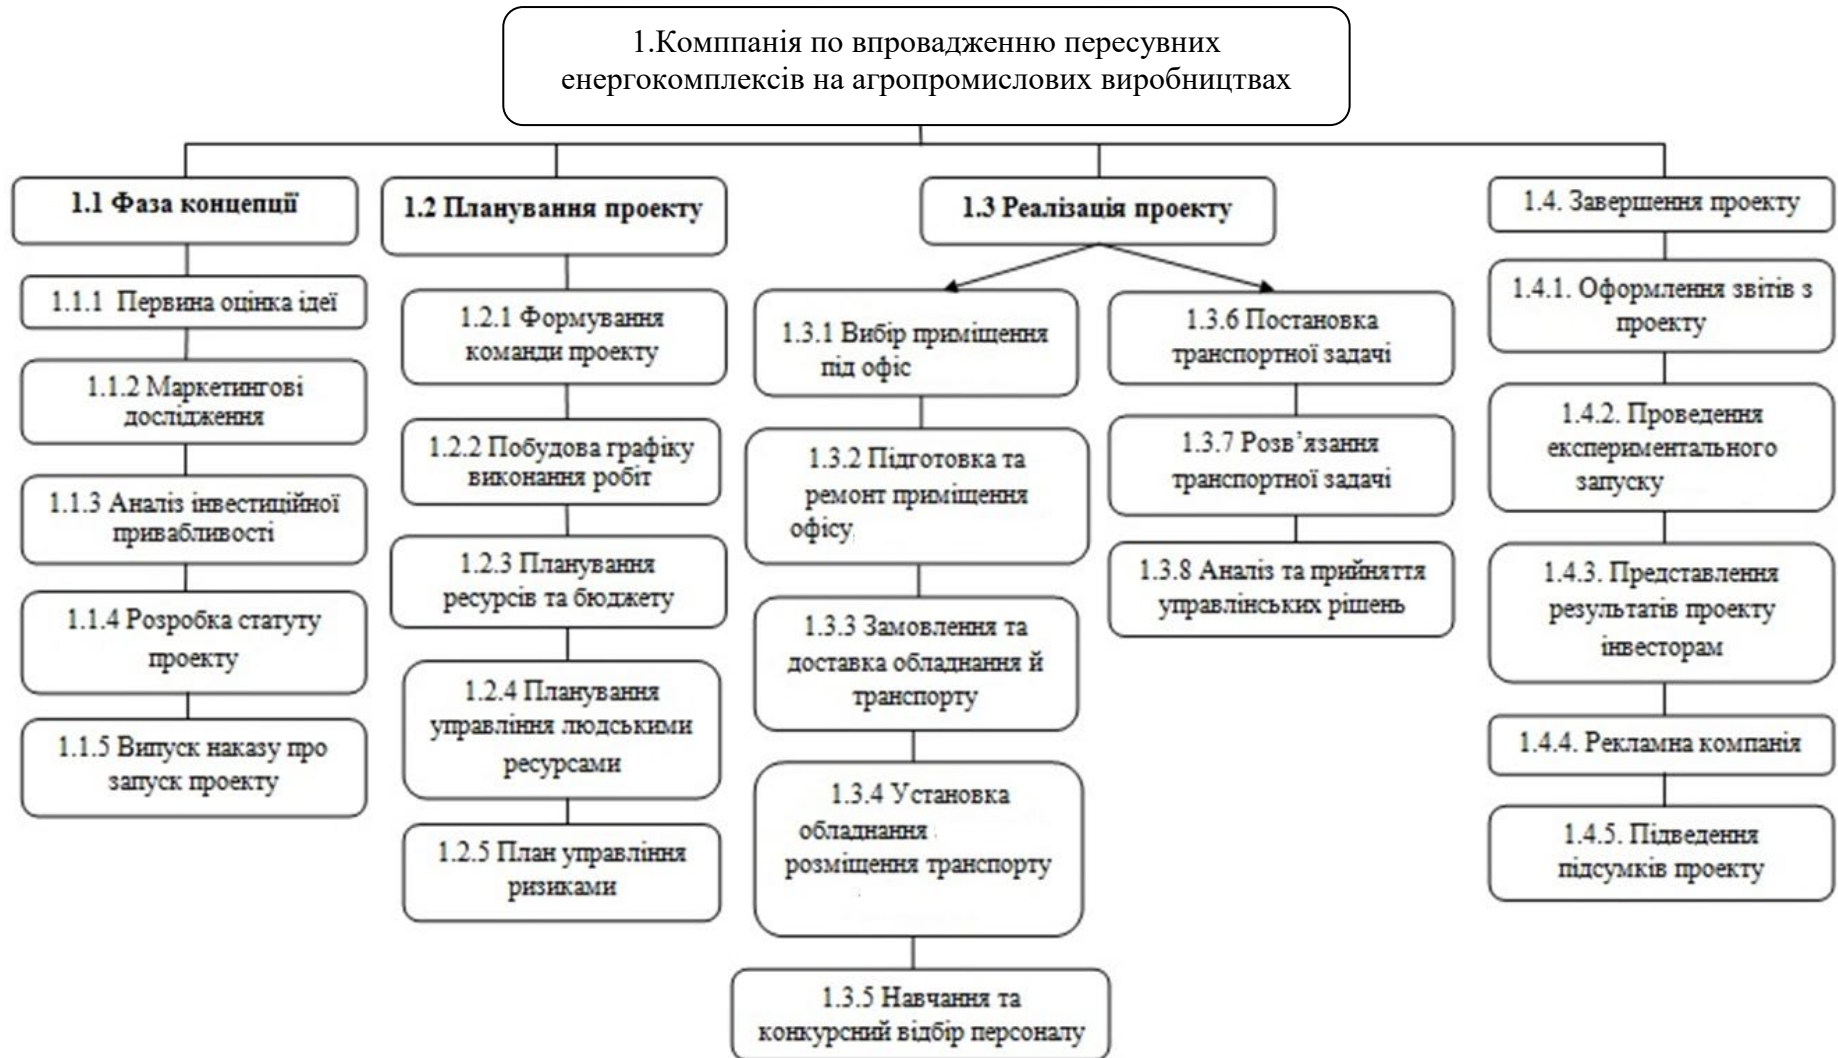 1.Комппанія по впровадженню пересувних
енергокомплексів на агропромислових виробництвах
1.1 Фаза концепції
1.1.1 Первина оцінка ідеї
1.1.2 Маркетингові
дослідження
1.1.3 Аналіз інвестиційної
привабливості
1.1.4 Розробка статуту
проекту
1.1.5 Випуск наказу про
запуск проекту
1.2 Планування проекту
1.2.1 Формування
команди проекту
1.2.2 Побудова графіку
виконання робіт
1.2.3 Планування
ресурсів та бюджету
1.2.4 Планування
управління людськими
ресурсами
1.2.5 План управління
ризиками
1.3 Реалізація проекту
1.3.1 Вибір приміщення
під офіс
1.3.2 Підготовка та
ремонт приміщення
офісу
1.3.3 Замовлення та
доставка обладнання й
транспорту
1.3.4 Установка
обладнання
розміщення транспорту
1.3.5 Навчання та
конкурсний відбір персоналу
1.3.6 Постановка
транспортної задачі
1.3.7 Розв’язання
транспортної задачі
1.3.8 Аналіз та прийняття
управлінських рішень
1.4. Завершення проекту
1.4.1. Оформлення звітів з
проекту
1.4.2. Проведення
експериментального
запуску
1.4.3. Представлення
результатів проекту
інвесторам
1.4.4. Рекламна компанія
1.4.5. Підведення
підсумків проекту